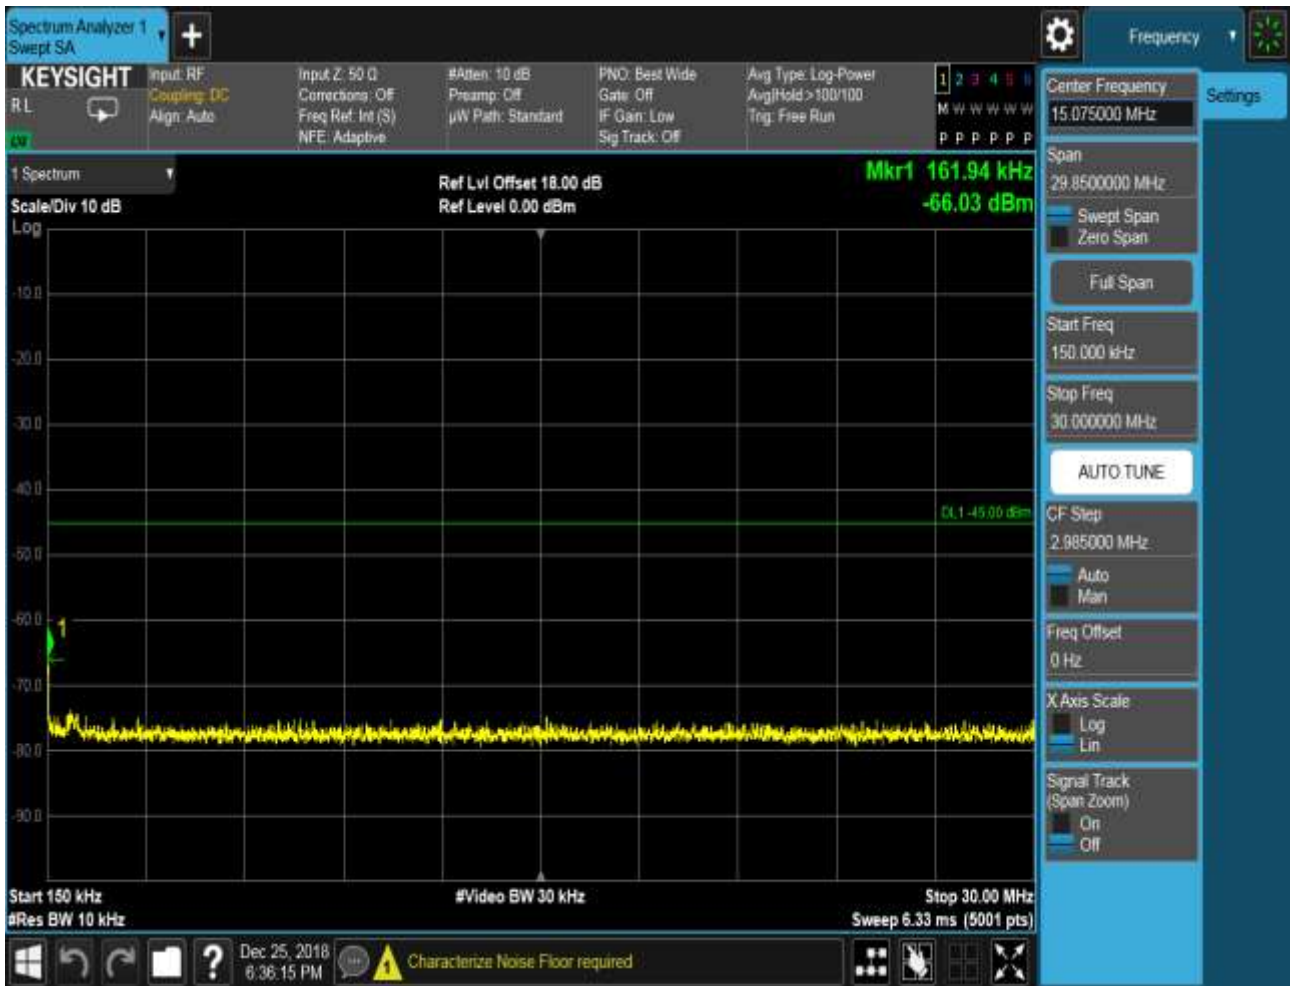 Spectrum Analyzer 1
Swept SA
Frequency
KEYSIGHT
RL
Input: RF
Coupling: DC
Align: Auto
Input Z: 50 Ω
Corrections: Off
Freq Ref: Int (S)
NFE: Adaptive
#Atten: 10 dB
Preamp: Off
µW Path: Standard
PNO: Best Wide
Gate: Off
IF Gain: Low
Sig Track: Off
Avg Type: Log-Power
Avg|Hold:>100/100
Trig: Free Run
1 2 3 4 5 6
M W W W W W
P P P P P P
1 Spectrum
Scale/Div 10 dB
Log
Ref Lvl Offset 18.00 dB
Ref Level 0.00 dBm
Mkr1 161.94 kHz
-66.03 dBm
-10.0
-20.0
-30.0
-40.0
-50.0
-60.0
-70.0
-80.0
-90.0
DL1 -45.00 dBm
1
Start 150 kHz
#Res BW 10 kHz
#Video BW 30 kHz
Stop 30.00 MHz
Sweep 6.33 ms (5001 pts)
Center Frequency
15.075000 MHz
Settings
Span
29.8500000 MHz
Swept Span
Zero Span
Full Span
Start Freq
150.000 kHz
Stop Freq
30.000000 MHz
AUTO TUNE
CF Step
2.985000 MHz
Auto
Man
Freq Offset
0 Hz
X Axis Scale
Log
Lin
Signal Track
(Span Zoom)
On
Off
?
Dec 25, 2018
6:36:15 PM
1
Characterize Noise Floor required